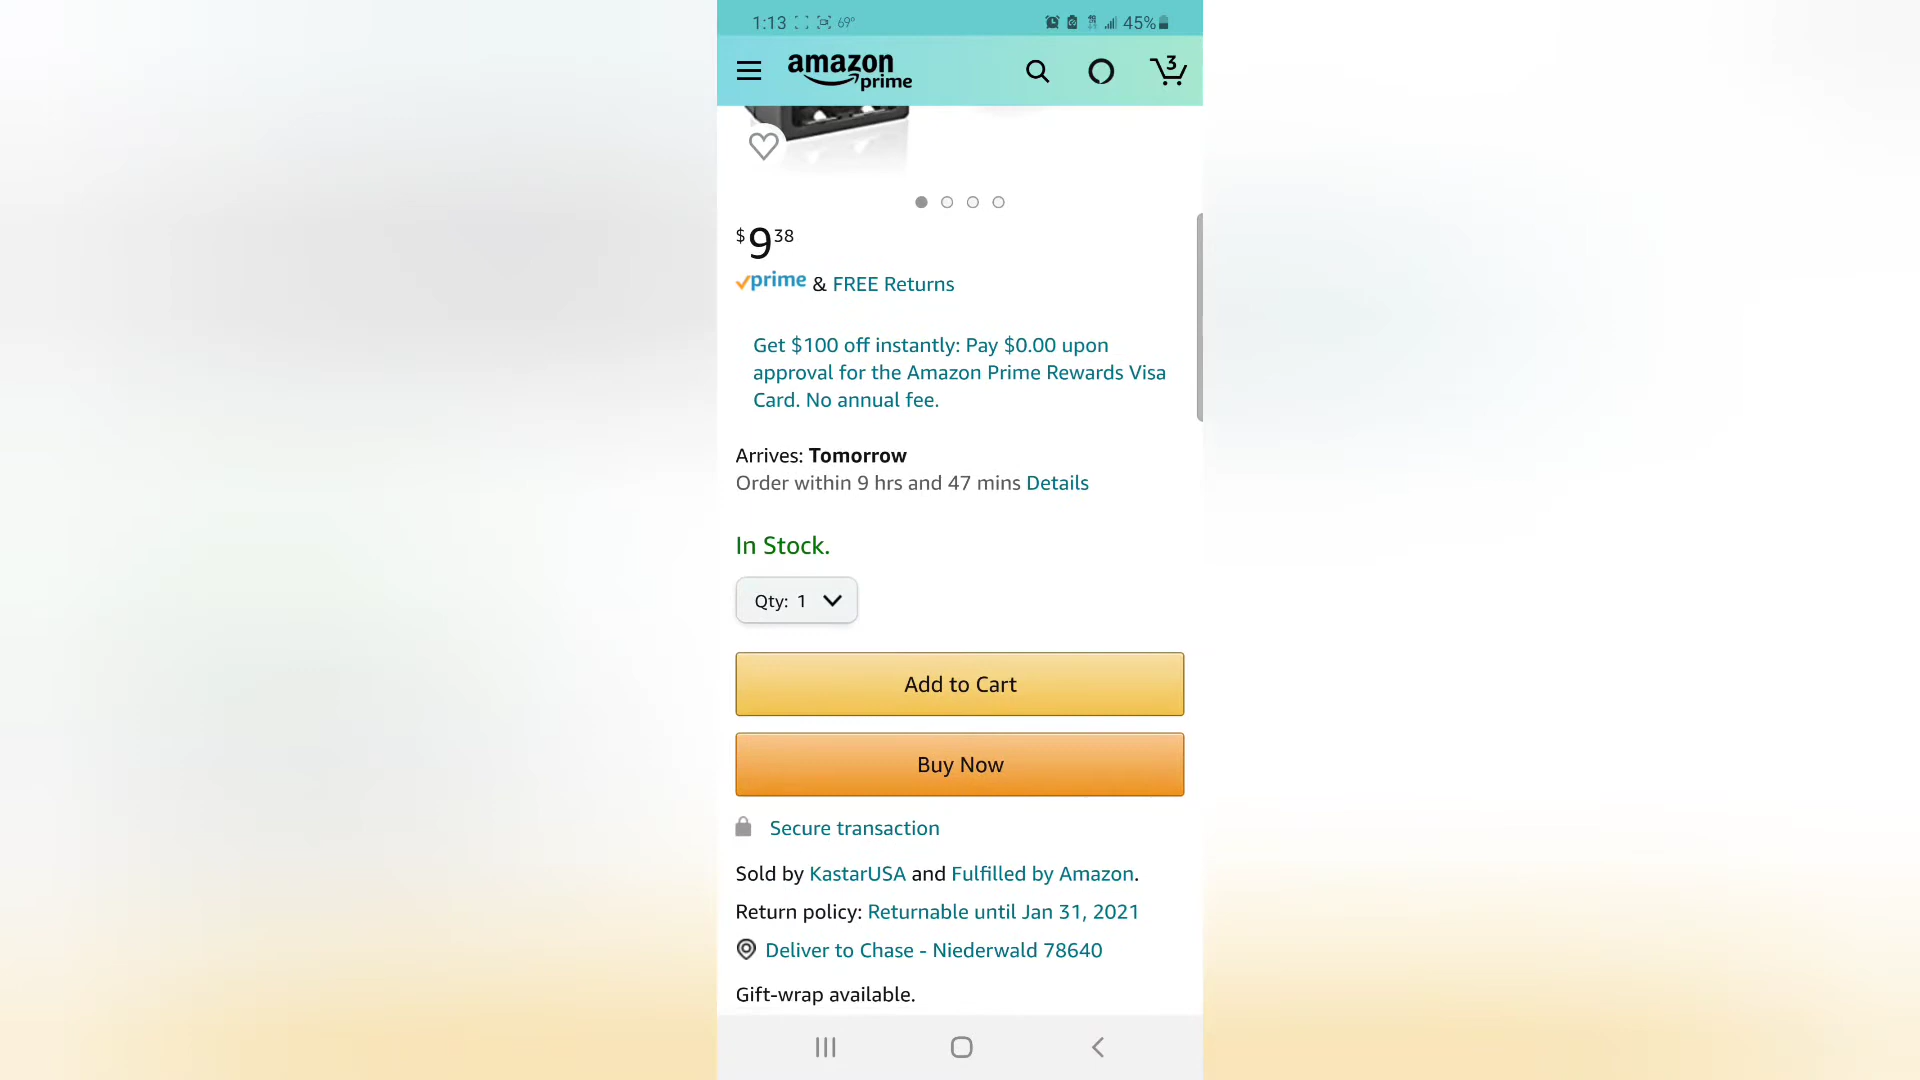 1:13 69° 45%
amazon prime 3
$9 38
prime & FREE Returns
Get $100 off instantly: Pay $0.00 upon
approval for the Amazon Prime Rewards Visa
Card. No annual fee.
Arrives: Tomorrow
Order within 9 hrs and 47 mins Details
In Stock.
Qty: 1
Add to Cart
Buy Now
Secure transaction
Sold by KastarUSA and Fulfilled by Amazon.
Return policy: Returnable until Jan 31, 2021
Deliver to Chase - Niederwald 78640
Gift-wrap available.